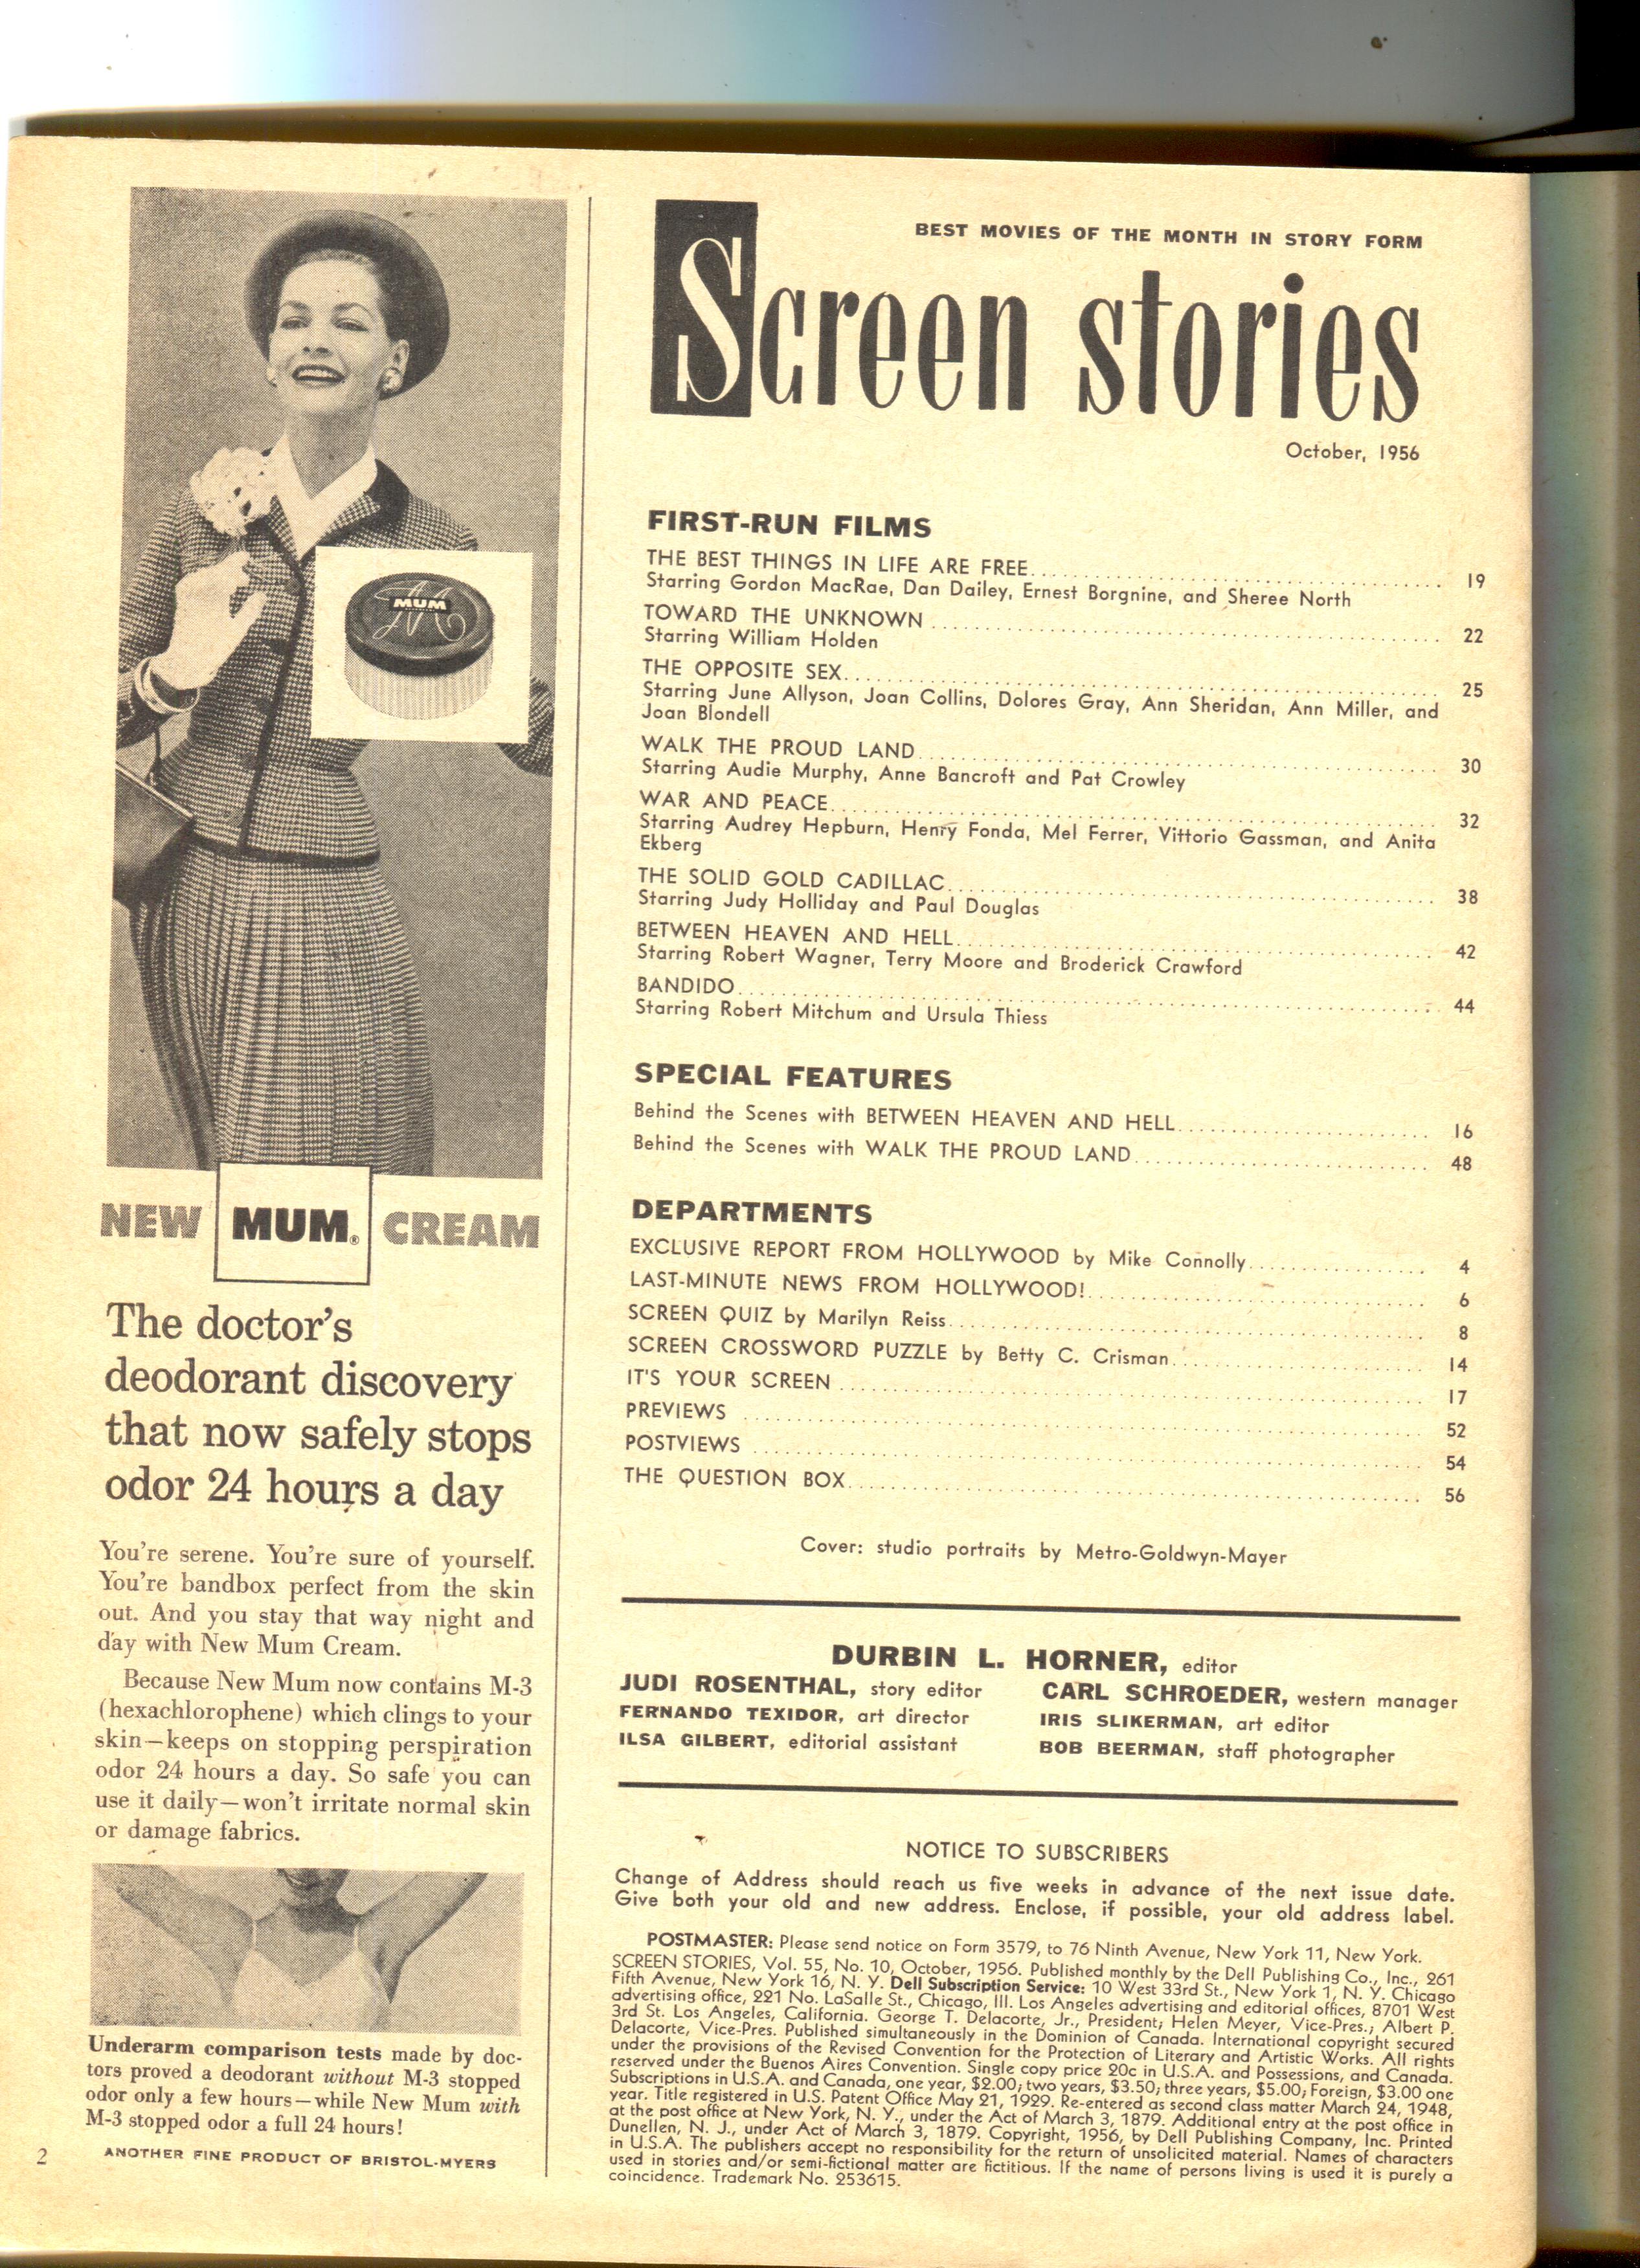 MUM
NEW MUM® CREAM
The doctor's
deodorant discovery
that now safely stops
odor 24 hours a day
You're serene. You're sure of yourself.
You're bandbox perfect from the skin
out. And you stay that way night and
day with New Mum Cream.
Because New Mum now contains M-3
(hexachlorophene) which clings to your
skin—keeps on stopping perspiration
odor 24 hours a day. So safe you can
use it daily—won't irritate normal skin
or damage fabrics.
Underarm comparison tests made by doc-
tors proved a deodorant without M-3 stopped
odor only a few hours—while New Mum with
M-3 stopped odor a full 24 hours!
ANOTHER FINE PRODUCT OF BRISTOL-MYERS
2
BEST MOVIES OF THE MONTH IN STORY FORM
Screen stories
October, 1956
FIRST-RUN FILMS
THE BEST THINGS IN LIFE ARE FREE 19
Starring Gordon MacRae, Dan Dailey, Ernest Borgnine, and Sheree North
TOWARD THE UNKNOWN 22
Starring William Holden
THE OPPOSITE SEX 25
Starring June Allyson, Joan Collins, Dolores Gray, Ann Sheridan, Ann Miller, and
Joan Blondell
WALK THE PROUD LAND 30
Starring Audie Murphy, Anne Bancroft and Pat Crowley
WAR AND PEACE 32
Starring Audrey Hepburn, Henry Fonda, Mel Ferrer, Vittorio Gassman, and Anita
Ekberg
THE SOLID GOLD CADILLAC 38
Starring Judy Holliday and Paul Douglas
BETWEEN HEAVEN AND HELL 42
Starring Robert Wagner, Terry Moore and Broderick Crawford
BANDIDO 44
Starring Robert Mitchum and Ursula Thiess
SPECIAL FEATURES
Behind the Scenes with BETWEEN HEAVEN AND HELL 16
Behind the Scenes with WALK THE PROUD LAND 48
DEPARTMENTS
EXCLUSIVE REPORT FROM HOLLYWOOD by Mike Connolly 4
LAST-MINUTE NEWS FROM HOLLYWOOD! 6
SCREEN QUIZ by Marilyn Reiss 8
SCREEN CROSSWORD PUZZLE by Betty C. Crisman 14
IT'S YOUR SCREEN 17
PREVIEWS 52
POSTVIEWS 54
THE QUESTION BOX 56
Cover: studio portraits by Metro-Goldwyn-Mayer
DURBIN L. HORNER, editor
JUDI ROSENTHAL, story editor CARL SCHROEDER, western manager
FERNANDO TEXIDOR, art director IRIS SLIKERMAN, art editor
ILSA GILBERT, editorial assistant BOB BEERMAN, staff photographer
NOTICE TO SUBSCRIBERS
Change of Address should reach us five weeks in advance of the next issue date.
Give both your old and new address. Enclose, if possible, your old address label.
POSTMASTER: Please send notice on Form 3579, to 76 Ninth Avenue, New York 11, New York.
SCREEN STORIES, Vol. 55, No. 10, October, 1956. Published monthly by the Dell Publishing Co., Inc., 261
Fifth Avenue, New York 16, N. Y. Dell Subscription Service: 10 West 33rd St., New York 1, N. Y. Chicago
advertising office, 221 No. LaSalle St., Chicago, Ill. Los Angeles advertising and editorial offices, 8701 West
3rd St. Los Angeles, California. George T. Delacorte, Jr., President; Helen Meyer, Vice-Pres.; Albert P.
Delacorte, Vice-Pres. Published simultaneously in the Dominion of Canada. International copyright secured
under the provisions of the Revised Convention for the Protection of Literary and Artistic Works. All rights
reserved under the Buenos Aires Convention. Single copy price 20c in U.S.A. and Possessions, and Canada.
Subscriptions in U.S.A. and Canada, one year, $2.00; two years, $3.50; three years, $5.00; Foreign, $3.00 one
year. Title registered in U.S. Patent Office May 21, 1929. Re-entered as second class matter March 24, 1948,
at the post office at New York, N. Y., under the Act of March 3, 1879. Additional entry at the post office in
Dunellen, N. J., under Act of March 3, 1879. Copyright, 1956, by Dell Publishing Company, Inc. Printed
in U.S.A. The publishers accept no responsibility for the return of unsolicited material. Names of characters
used in stories and/or semi-fictional matter are fictitious. If the name of persons living is used it is purely a
coincidence. Trademark No. 253615.